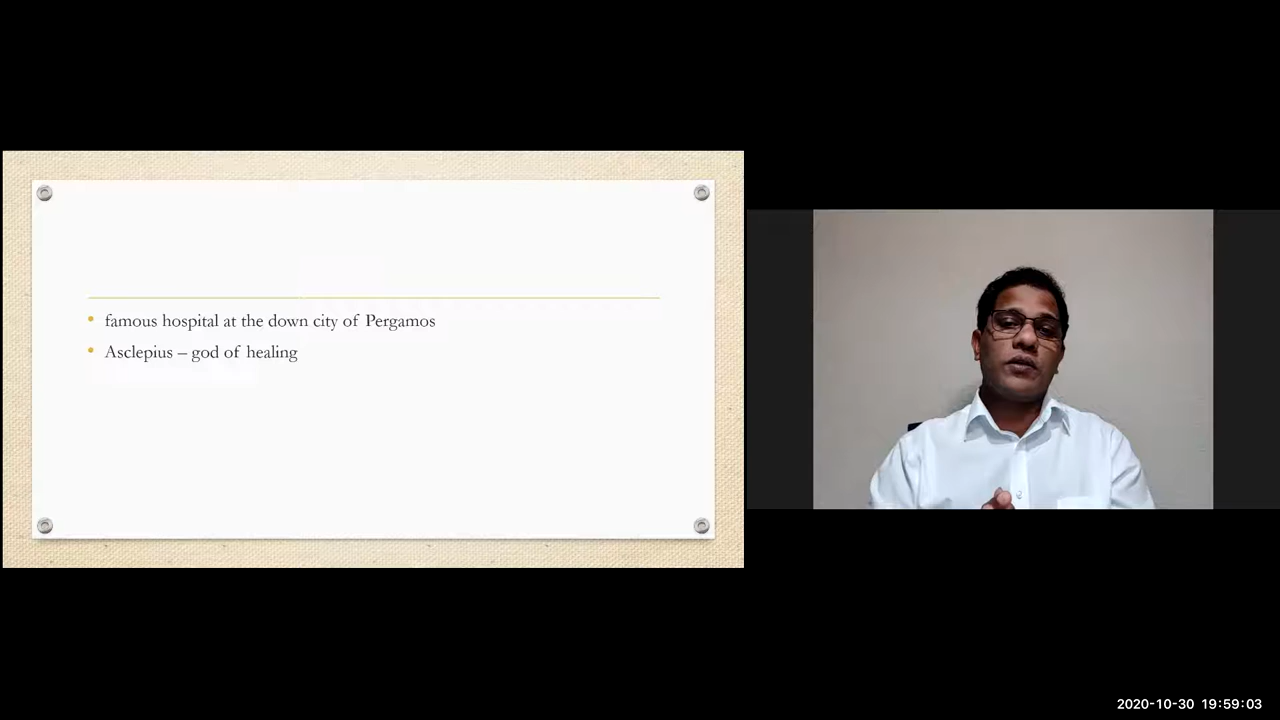 famous hospital at the down city of Pergamos
Asclepius – god of healing
2020-10-30 19:59:03